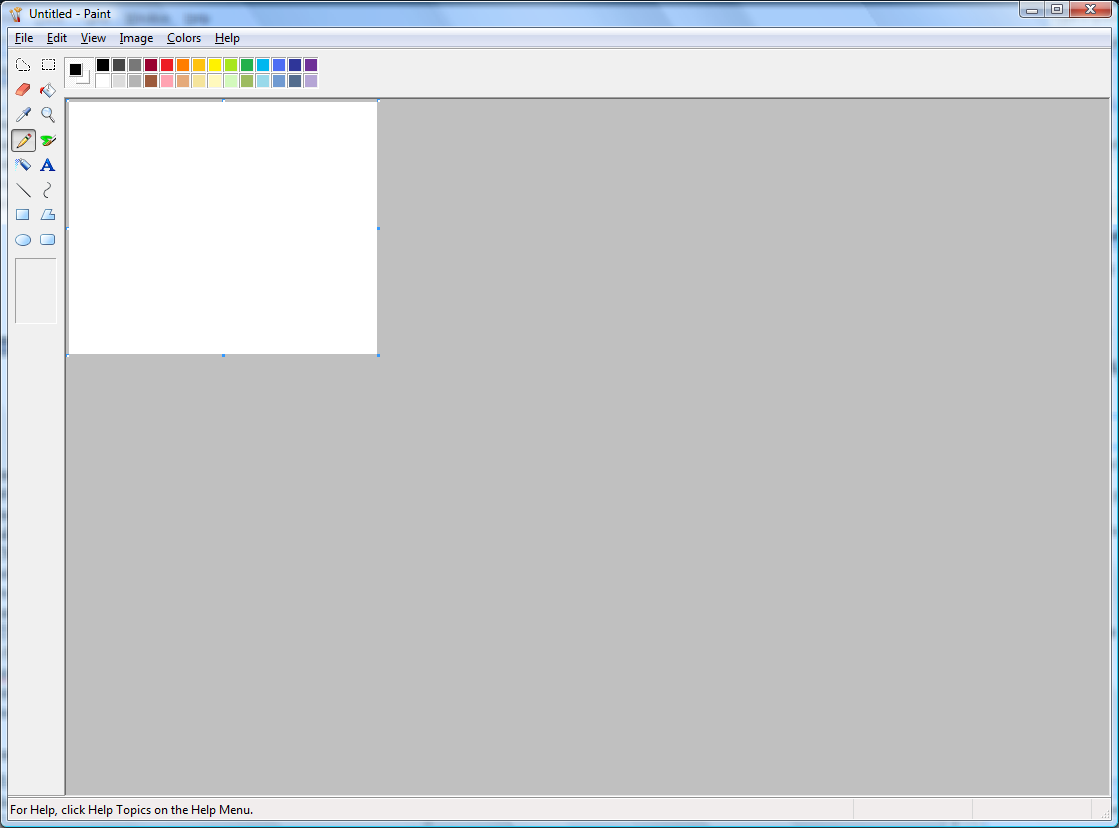 Untitled - Paint
File Edit View Image Colors Help
A
For Help, click Help Topics on the Help Menu.